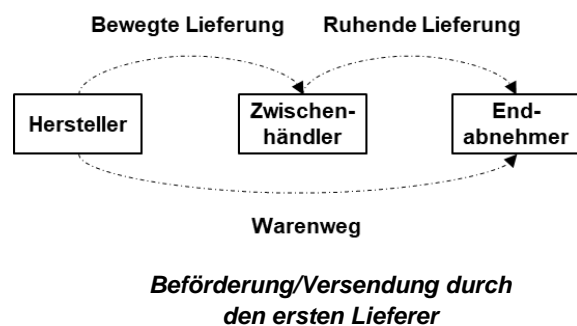 Bewegte Lieferung Ruhende Lieferung
Hersteller
Zwischen-
händler
End-
abnehmer
Warenweg
Beförderung/Versendung durch
den ersten Lieferer